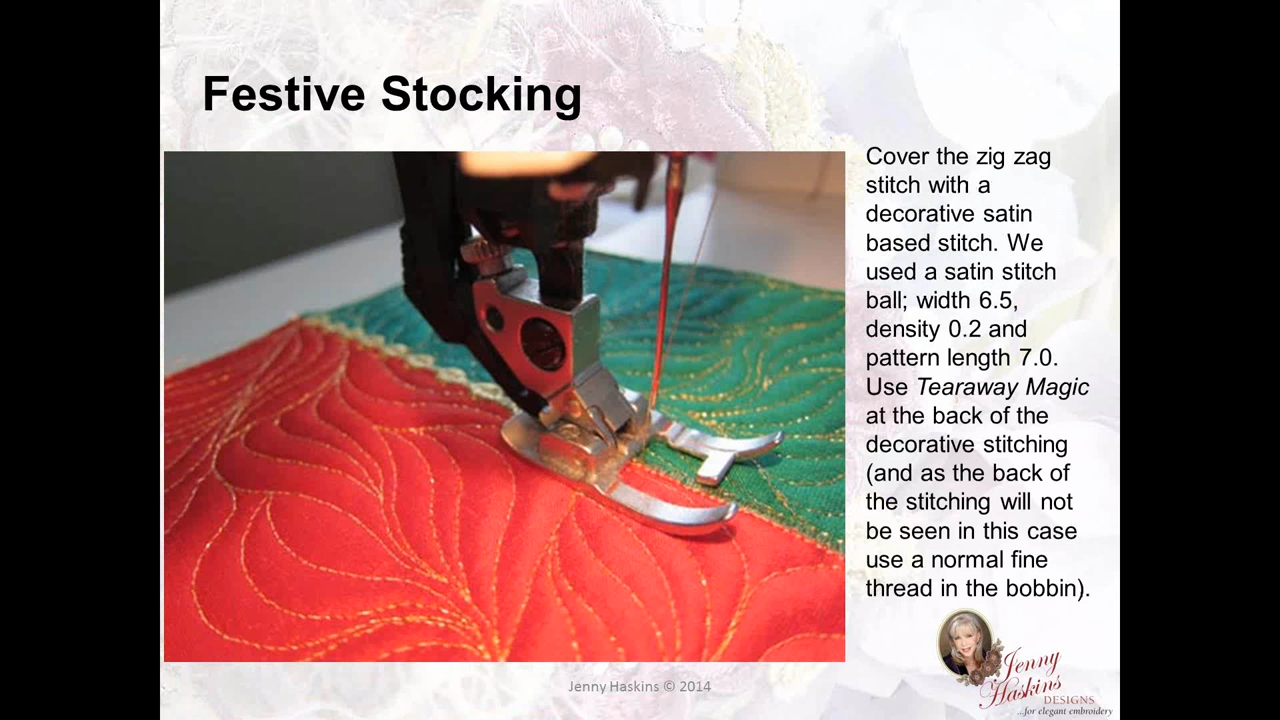 Festive Stocking
Cover the zig zag
stitch with a
decorative satin
based stitch. We
used a satin stitch
ball; width 6.5,
density 0.2 and
pattern length 7.0.
Use Tearaway Magic
at the back of the
decorative stitching
(and as the back of
the stitching will not
be seen in this case
use a normal fine
thread in the bobbin).
Jenny Haskins © 2014
Jenny
Haskins
DESIGNS
...for elegant embroidery